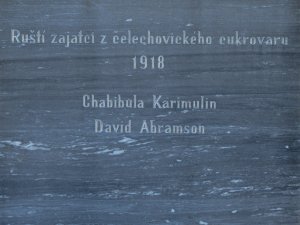 Ruští zajatci z čelechovického cukrovaru
1918
Chabibula Karimulin
David Abramson